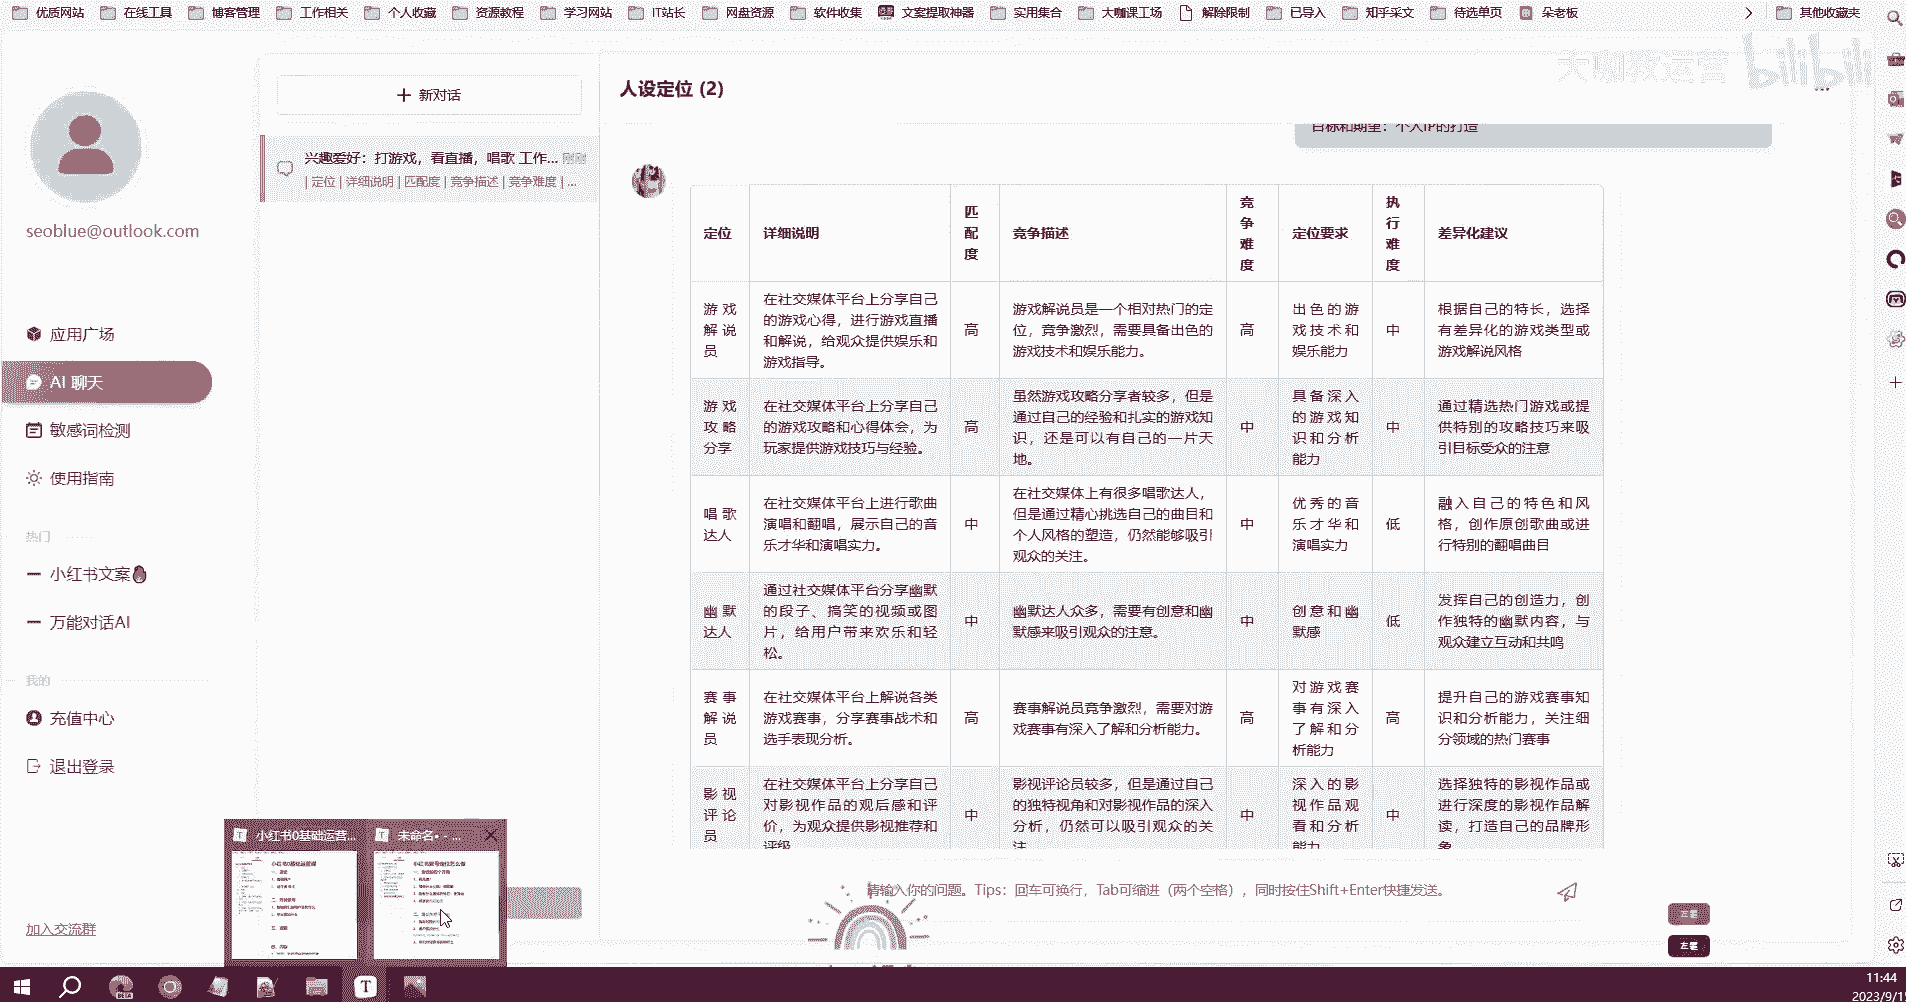 优质网站 在线工具 博客管理 工作相关 个人收藏 资源教程 学习网站 IT站长 网盘资源 软件收集 文案提取神器 实用集合 大咖课工场 解除限制 已导入 知乎采文 待选单页 朵老板 其他收藏夹
大咖教运营 bilibili
seoblue@outlook.com
应用广场
AI 聊天
敏感词检测
使用指南
热门
小红书文案
万能对话AI
我的
充值中心
退出登录
加入交流群
新对话
兴趣爱好：打游戏，看直播，唱歌 工作... 刚刚
| 定位 | 详细说明 | 匹配度 | 竞争描述 | 竞争难度 | ...
人设定位 (2)
目标和期望：个人IP的打造
定位 详细说明 匹配度 竞争描述 竞争难度 定位要求 执行难度 差异化建议
游戏解说员
在社交媒体平台上分享自己
的游戏心得，进行游戏直播
和解说，给观众提供娱乐和
游戏指导。
高
游戏解说员是一个相对热门的定
位，竞争激烈，需要具备出色的
游戏技术和娱乐能力。
高
出色的游
戏技术和
娱乐能力
中
根据自己的特长，选择
有差异化的游戏类型或
游戏解说风格
游戏攻略分享
在社交媒体平台上分享自己
的游戏攻略和心得体会，为
玩家提供游戏技巧与经验。
高
虽然游戏攻略分享者较多，但是
通过自己的经验和扎实的游戏知
识，还是可以有自己的一片天
地。
中
具备深入
的游戏知
识和分析
能力
中
通过精选热门游戏或提
供特别的攻略技巧来吸
引目标受众的注意
唱歌达人
在社交媒体平台上进行歌曲
演唱和翻唱，展示自己的音
乐才华和演唱实力。
中
在社交媒体上有很多唱歌达人，
但是通过精心挑选自己的曲目和
个人风格的塑造，仍然能够吸引
观众的关注。
中
优秀的音
乐才华和
演唱实力
低
融入自己的特色和风
格，创作原创歌曲或进
行特别的翻唱曲目
幽默达人
通过社交媒体平台分享幽默
的段子、搞笑的视频或图
片，给用户带来欢乐和轻
松。
中
幽默达人众多，需要有创意和幽
默感来吸引观众的注意。
中
创意和幽
默感
低
发挥自己的创造力，创
作独特的幽默内容，与
观众建立互动和共鸣
赛事解说员
在社交媒体平台上解说各类
游戏赛事，分享赛事战术和
选手表现分析。
高
赛事解说员竞争激烈，需要对游
戏赛事有深入了解和分析能力。
高
对游戏赛
事有深入
了解和分
析能力
高
提升自己的游戏赛事知
识和分析能力，关注细
分领域的热门赛事
影视评论员
在社交媒体平台上分享自己
对影视作品的观后感和评
价，为观众提供影视推荐和
评级
中
影视评论员较多，但是通过自己
的独特视角和对影视作品的深入
分析，仍然可以吸引观众的关
注
中
深入的影
视作品观
看和分析
能力
中
选择独特的影视作品或
进行深度的影视作品解
读，打造自己的品牌形
象
请输入你的问题。Tips：回车可换行，Tab可缩进（两个空格），同时按住Shift+Enter快捷发送。
小红书0基础运营... 未命名• - ...
11:44